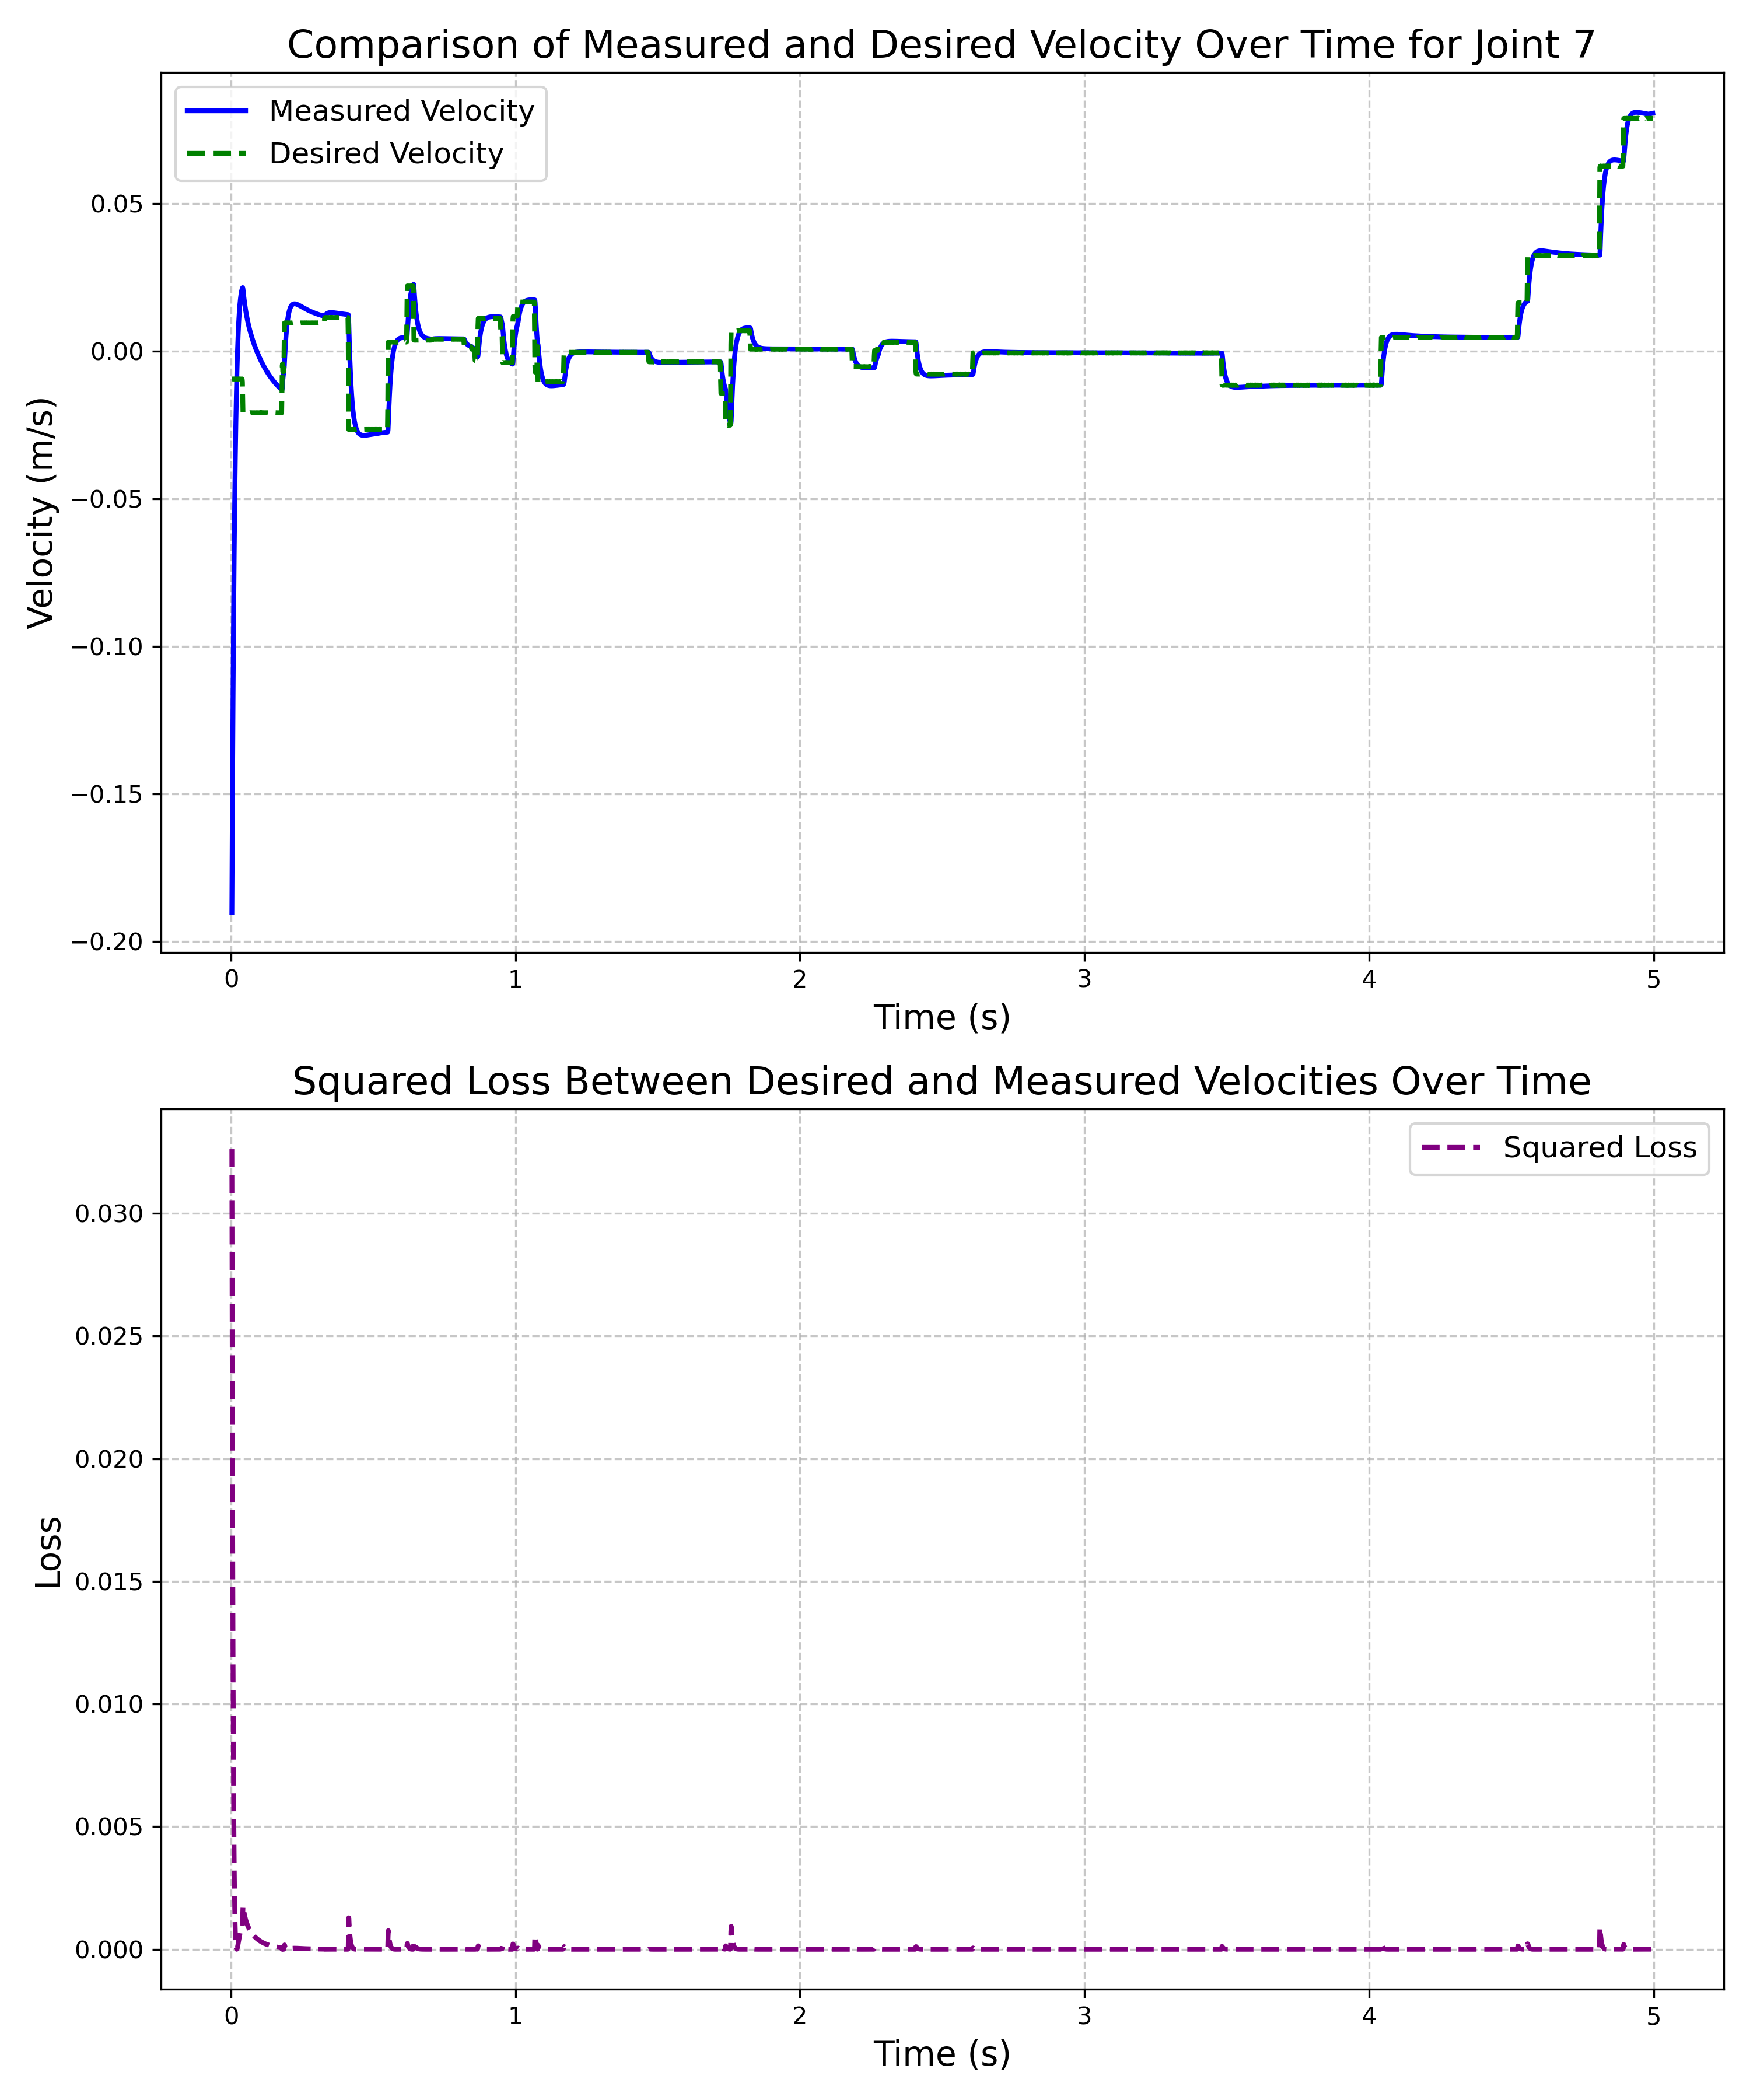 Comparison of Measured and Desired Velocity Over Time for Joint 7
Measured Velocity
Desired Velocity
Velocity (m/s)
0.05
0.00
−0.05
−0.10
−0.15
−0.20
0 1 2 3 4 5
Time (s)
Squared Loss Between Desired and Measured Velocities Over Time
Squared Loss
Loss
0.030
0.025
0.020
0.015
0.010
0.005
0.000
0 1 2 3 4 5
Time (s)